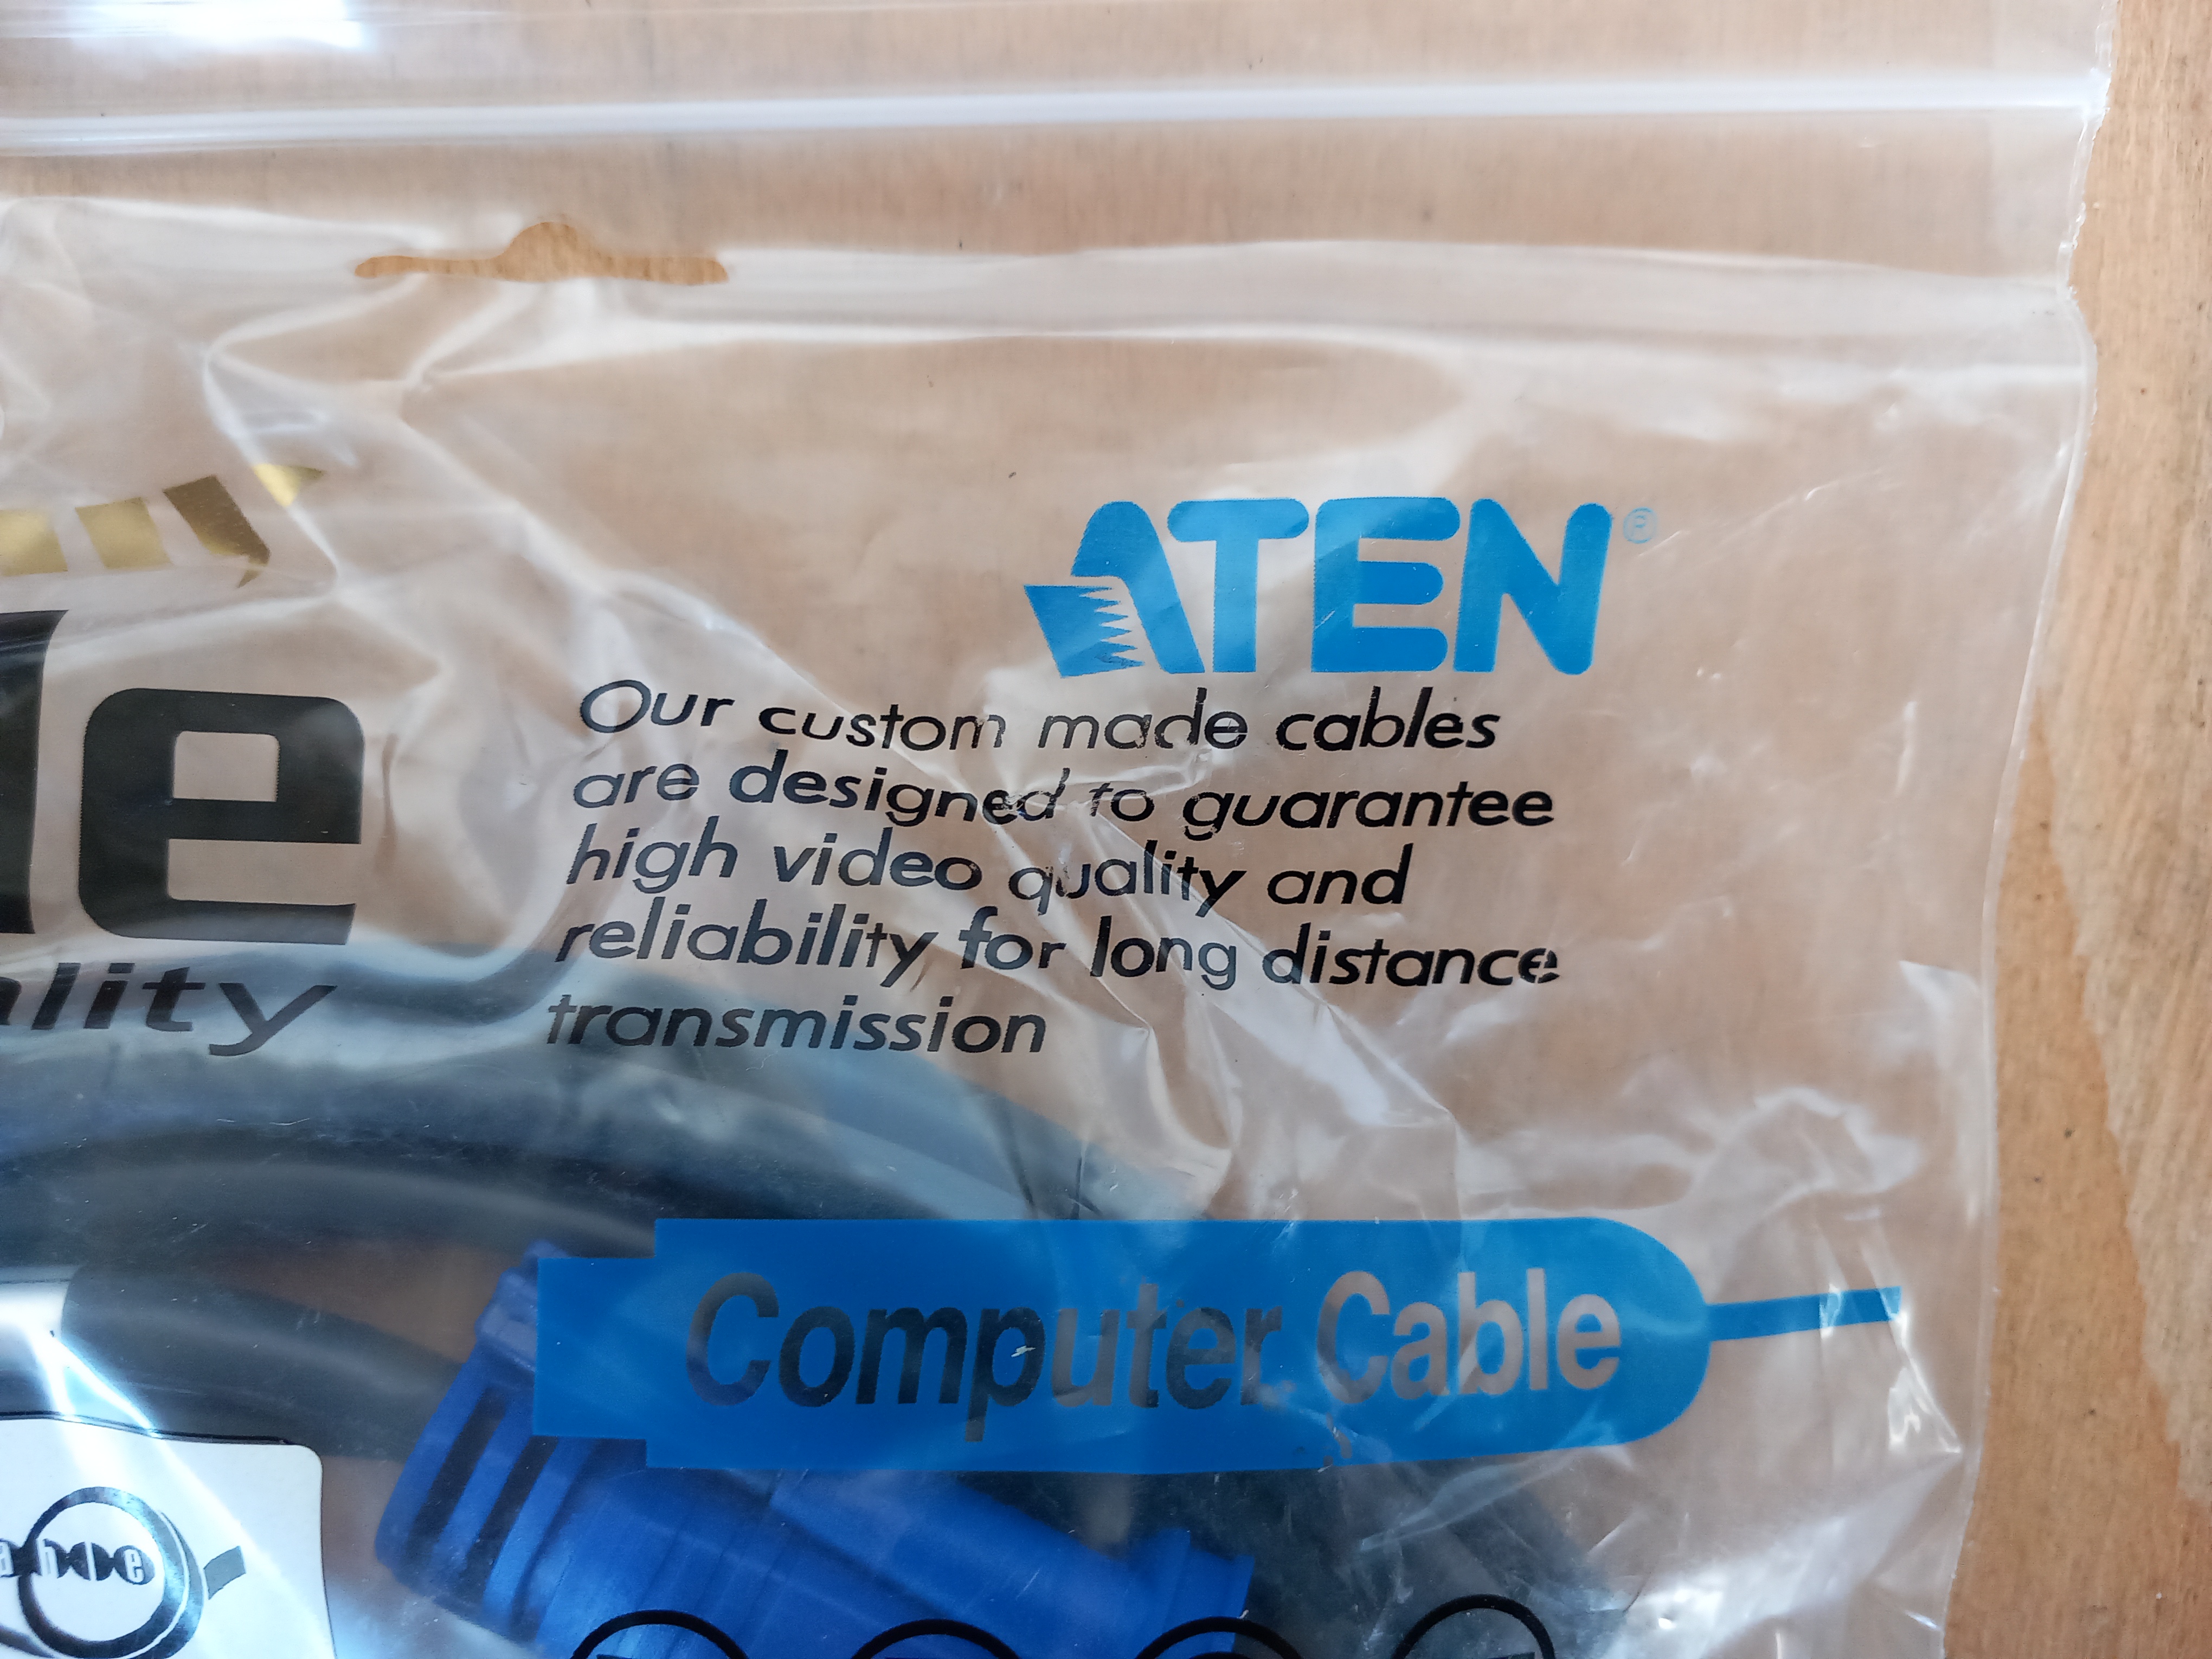 ATEN®
Our custom made cables
are designed to guarantee
high video quality and
reliability for long distance
transmission
Computer Cable